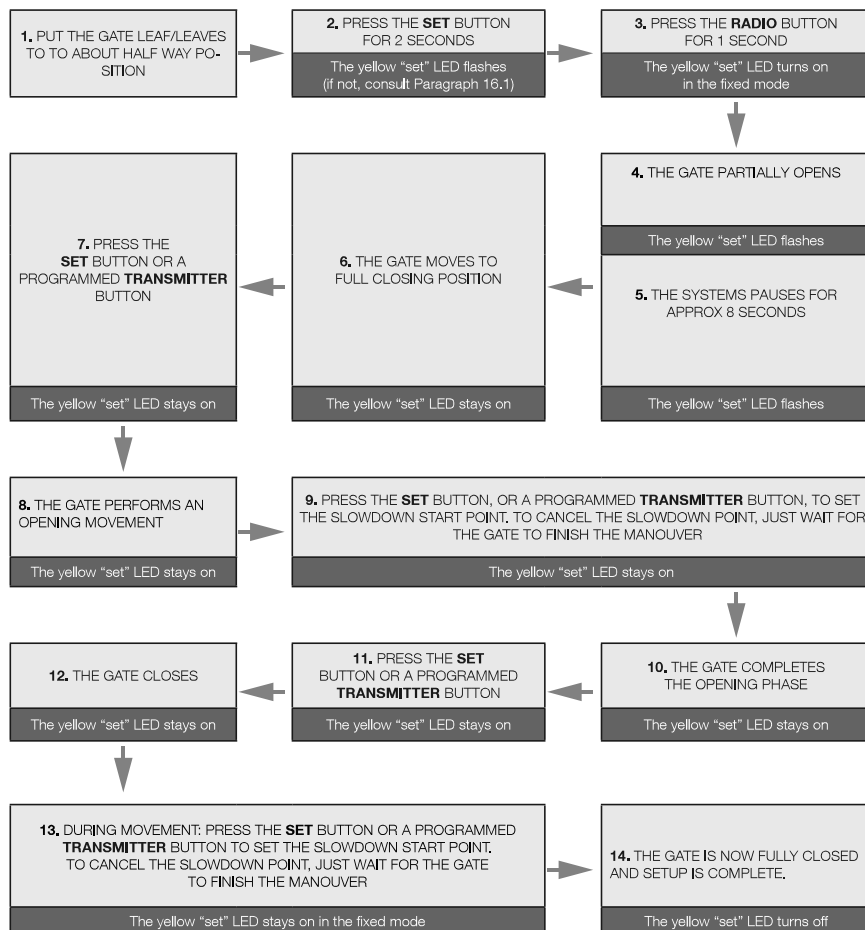 1. PUT THE GATE LEAF/LEAVES
TO TO ABOUT HALF WAY PO-
SITION
2. PRESS THE SET BUTTON
FOR 2 SECONDS
The yellow “set” LED flashes
(if not, consult Paragraph 16.1)
3. PRESS THE RADIO BUTTON
FOR 1 SECOND
The yellow “set” LED turns on
in the fixed mode
4. THE GATE PARTIALLY OPENS
The yellow “set” LED flashes
5. THE SYSTEMS PAUSES FOR
APPROX 8 SECONDS
The yellow “set” LED flashes
6. THE GATE MOVES TO
FULL CLOSING POSITION
The yellow “set” LED stays on
7. PRESS THE
SET BUTTON OR A
PROGRAMMED TRANSMITTER
BUTTON
The yellow “set” LED stays on
8. THE GATE PERFORMS AN
OPENING MOVEMENT
The yellow “set” LED stays on
9. PRESS THE SET BUTTON, OR A PROGRAMMED TRANSMITTER BUTTON, TO SET
THE SLOWDOWN START POINT. TO CANCEL THE SLOWDOWN POINT, JUST WAIT FOR
THE GATE TO FINISH THE MANOUVER
The yellow “set” LED stays on
10. THE GATE COMPLETES
THE OPENING PHASE
The yellow “set” LED stays on
11. PRESS THE SET
BUTTON OR A PROGRAMMED
TRANSMITTER BUTTON
The yellow “set” LED stays on
12. THE GATE CLOSES
The yellow “set” LED stays on
13. DURING MOVEMENT: PRESS THE SET BUTTON OR A PROGRAMMED
TRANSMITTER BUTTON TO SET THE SLOWDOWN START POINT.
TO CANCEL THE SLOWDOWN POINT, JUST WAIT FOR THE GATE
TO FINISH THE MANOUVER
The yellow “set” LED stays on in the fixed mode
14. THE GATE IS NOW FULLY CLOSED
AND SETUP IS COMPLETE.
The yellow “set” LED turns off